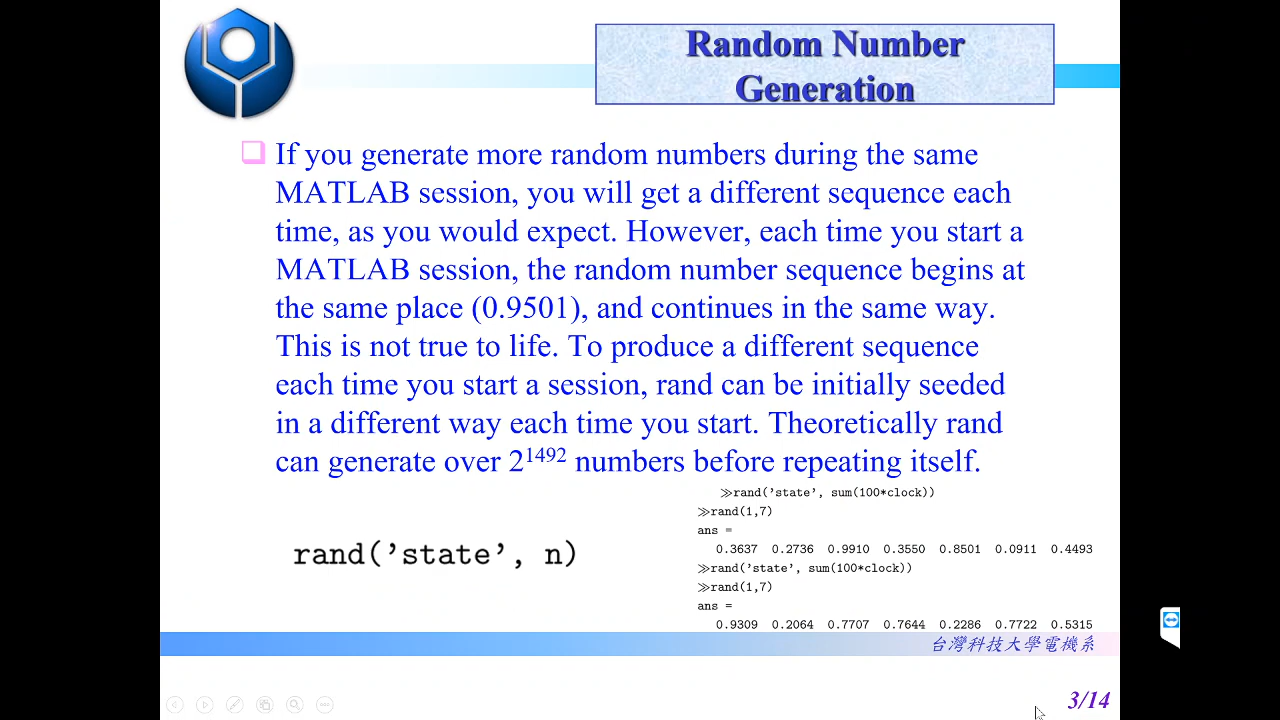 Random Number
Generation
If you generate more random numbers during the same
MATLAB session, you will get a different sequence each
time, as you would expect. However, each time you start a
MATLAB session, the random number sequence begins at
the same place (0.9501), and continues in the same way.
This is not true to life. To produce a different sequence
each time you start a session, rand can be initially seeded
in a different way each time you start. Theoretically rand
can generate over 2^1492 numbers before repeating itself.
rand(’state’, n)
≫rand(’state’, sum(100*clock))
≫rand(1,7)
ans =
0.3637 0.2736 0.9910 0.3550 0.8501 0.0911 0.4493
≫rand(’state’, sum(100*clock))
≫rand(1,7)
ans =
0.9309 0.2064 0.7707 0.7644 0.2286 0.7722 0.5315
台灣科技大學電機系
3/14